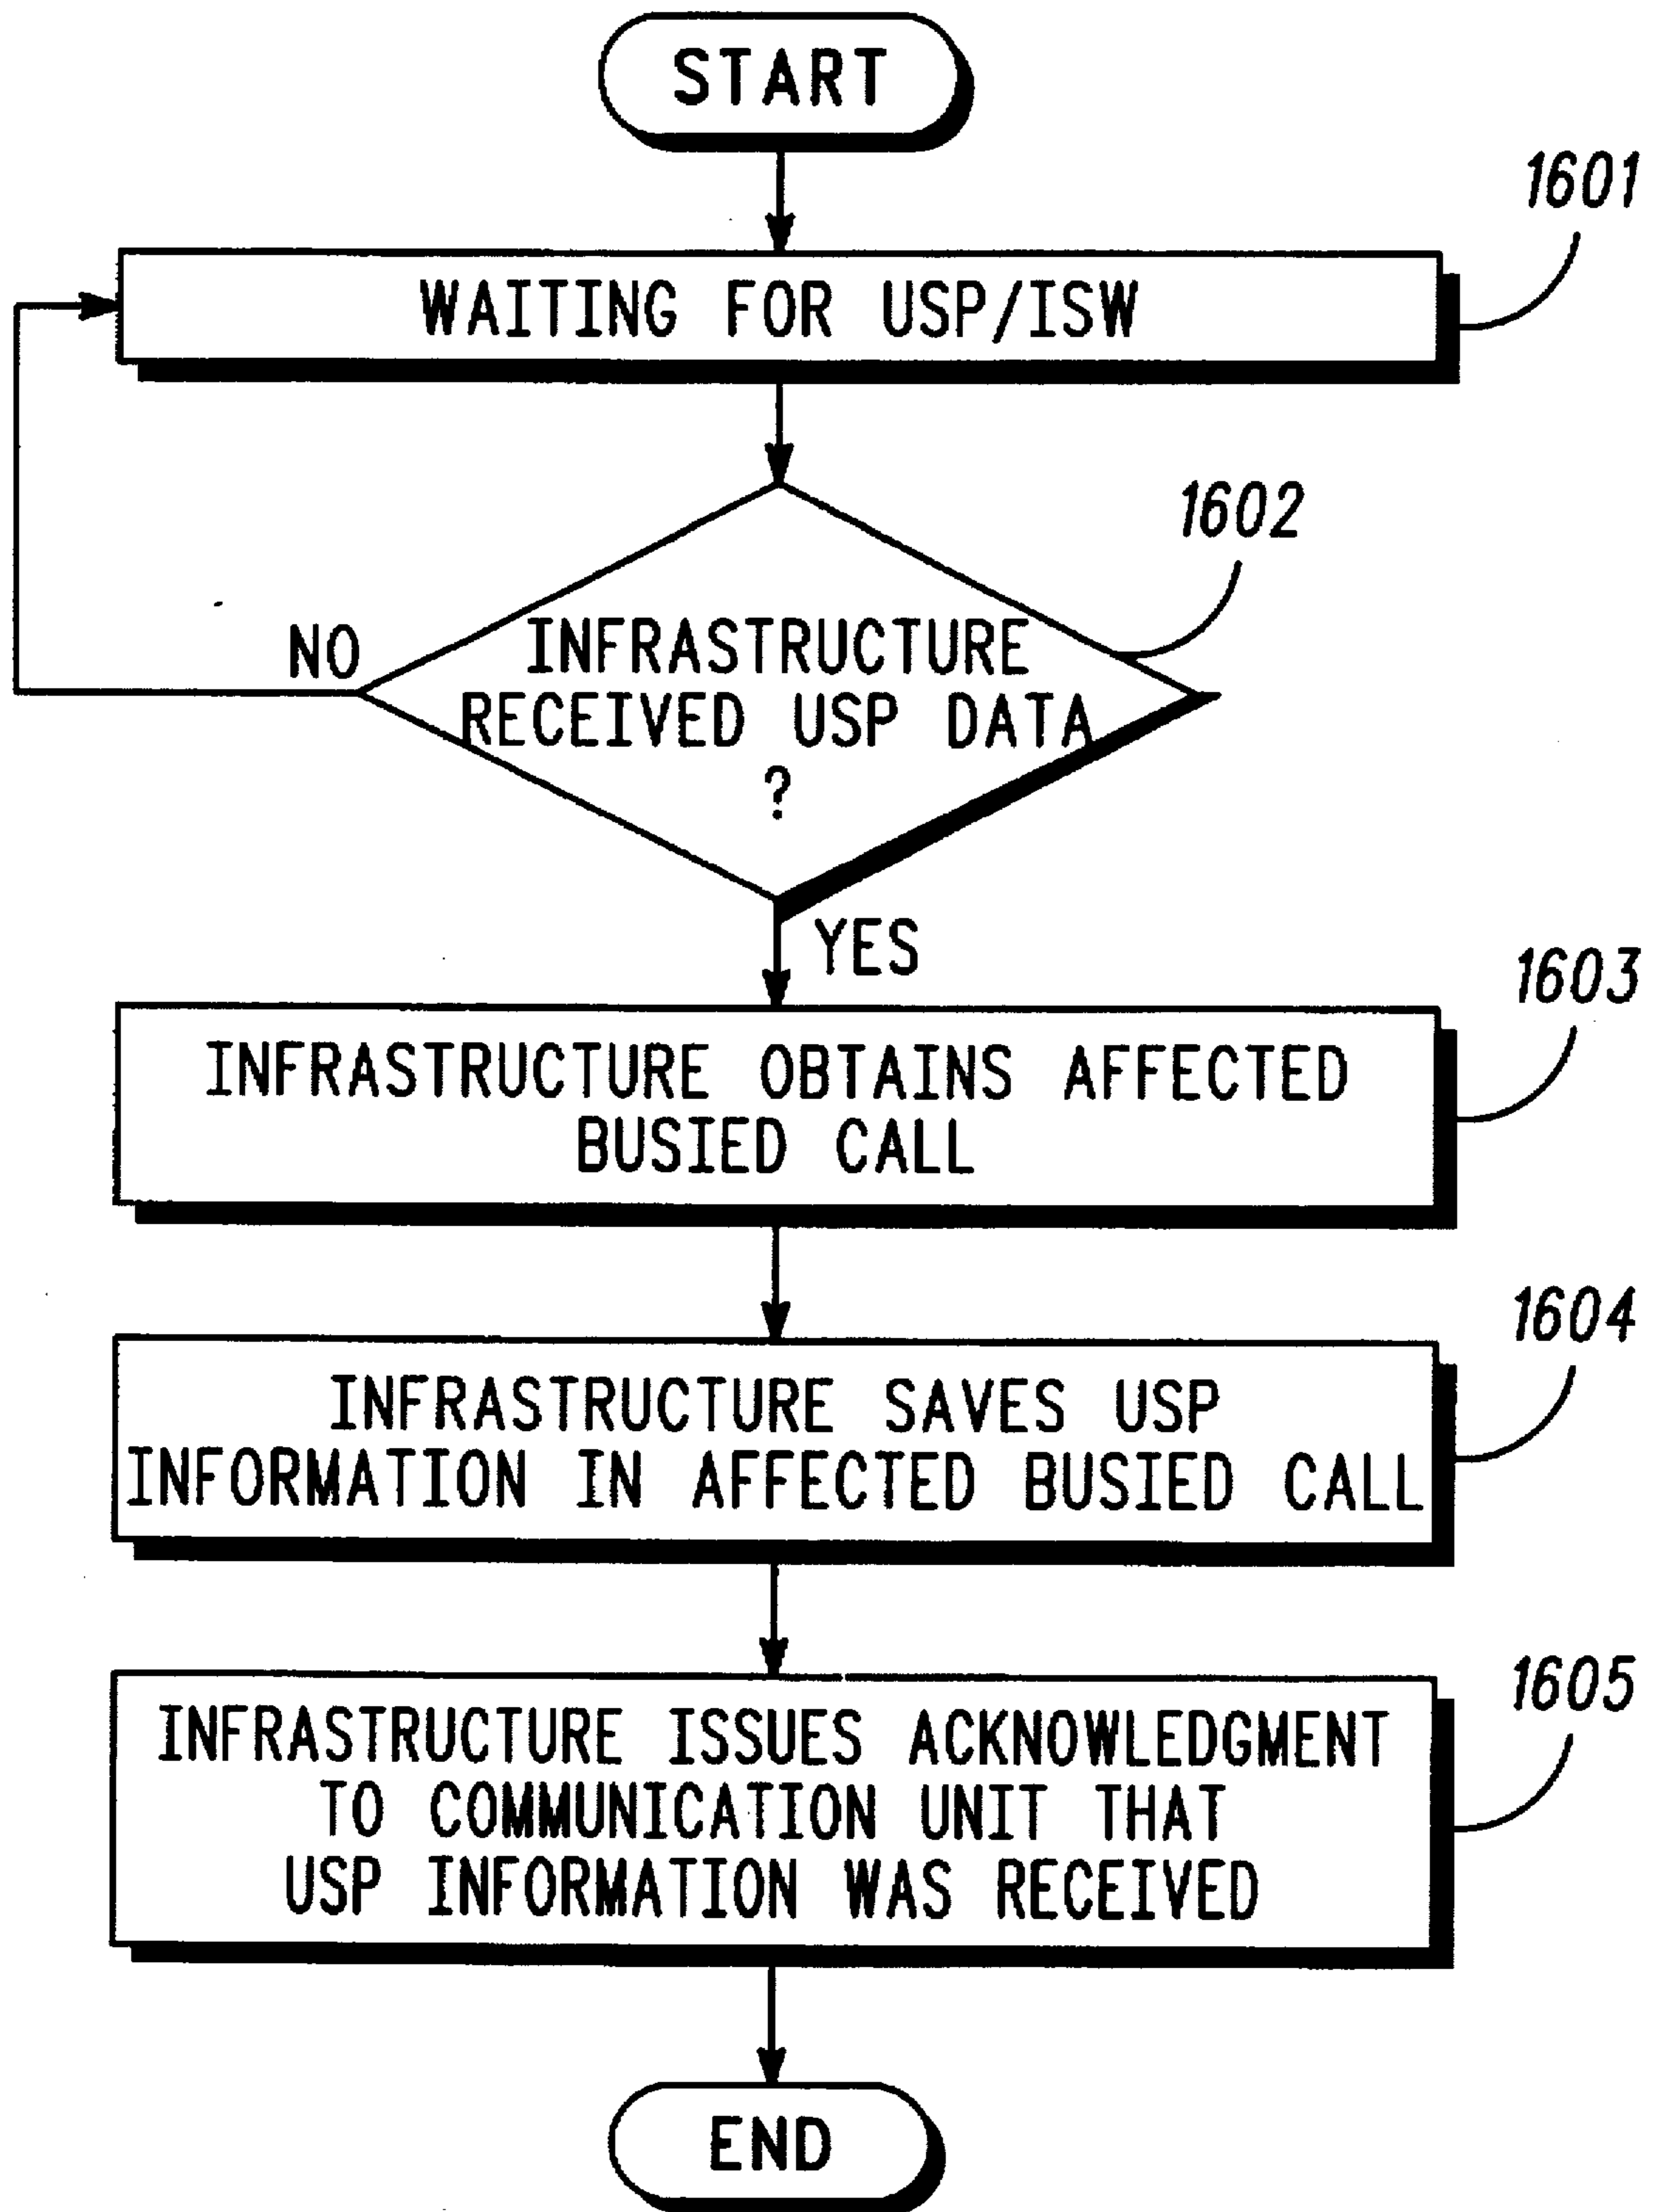 START
1601
WAITING FOR USP/ISW
1602
NO
INFRASTRUCTURE
RECEIVED USP DATA
?
YES
1603
INFRASTRUCTURE OBTAINS AFFECTED
BUSIED CALL
1604
INFRASTRUCTURE SAVES USP
INFORMATION IN AFFECTED BUSIED CALL
1605
INFRASTRUCTURE ISSUES ACKNOWLEDGMENT
TO COMMUNICATION UNIT THAT
USP INFORMATION WAS RECEIVED
END